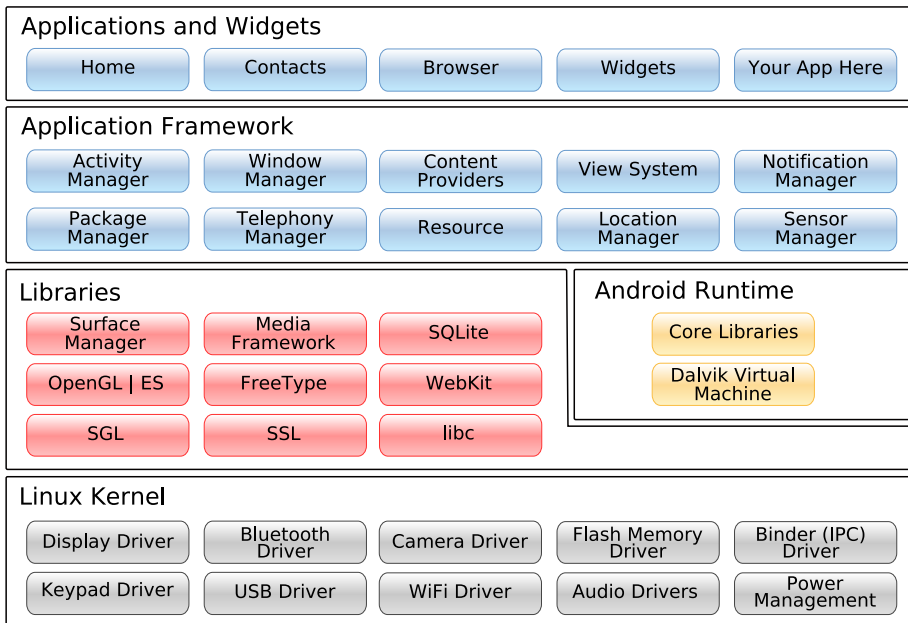 Applications and Widgets
Home
Contacts
Browser
Widgets
Your App Here
Application Framework
Activity
Manager
Window
Manager
Content
Providers
View System
Notification
Manager
Package
Manager
Telephony
Manager
Resource
Location
Manager
Sensor
Manager
Libraries
Surface
Manager
Media
Framework
SQLite
OpenGL | ES
FreeType
WebKit
SGL
SSL
libc
Android Runtime
Core Libraries
Dalvik Virtual
Machine
Linux Kernel
Display Driver
Bluetooth
Driver
Camera Driver
Flash Memory
Driver
Binder (IPC)
Driver
Keypad Driver
USB Driver
WiFi Driver
Audio Drivers
Power
Management